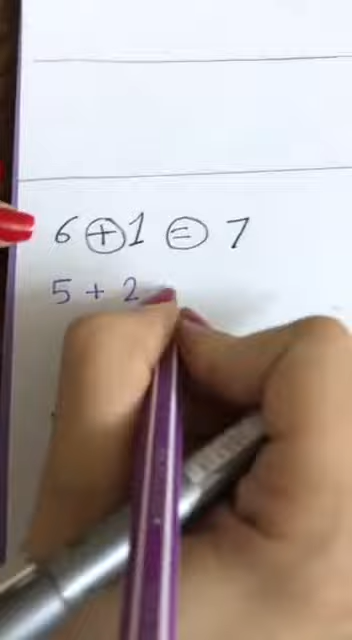 6 + 1 = 7
5 + 2